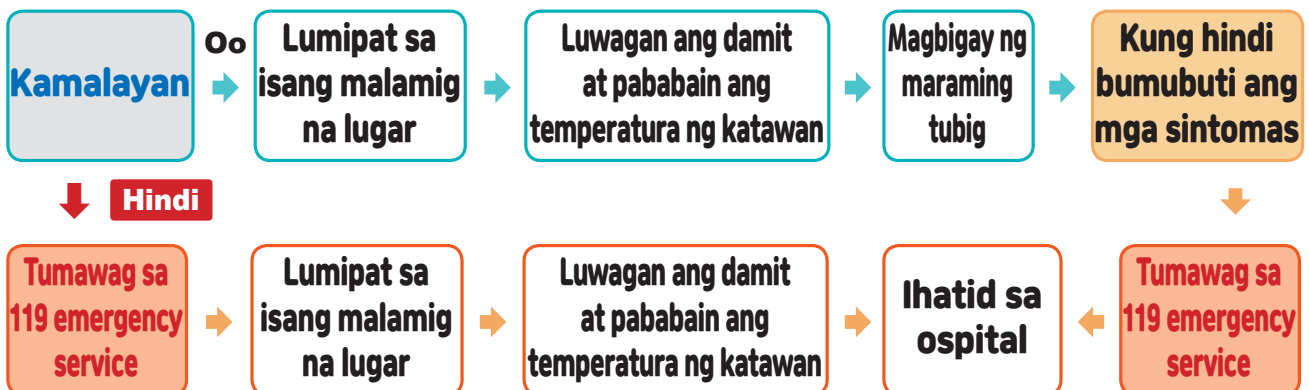 Kamalayan
Oo
Lumipat sa
isang malamig
na lugar
Luwagan ang damit
at pababain ang
temperatura ng katawan
Magbigay ng
maraming
tubig
Kung hindi
bumubuti ang
mga sintomas
Hindi
Tumawag sa
119 emergency
service
Lumipat sa
isang malamig
na lugar
Luwagan ang damit
at pababain ang
temperatura ng katawan
Ihatid sa
ospital
Tumawag sa
119 emergency
service